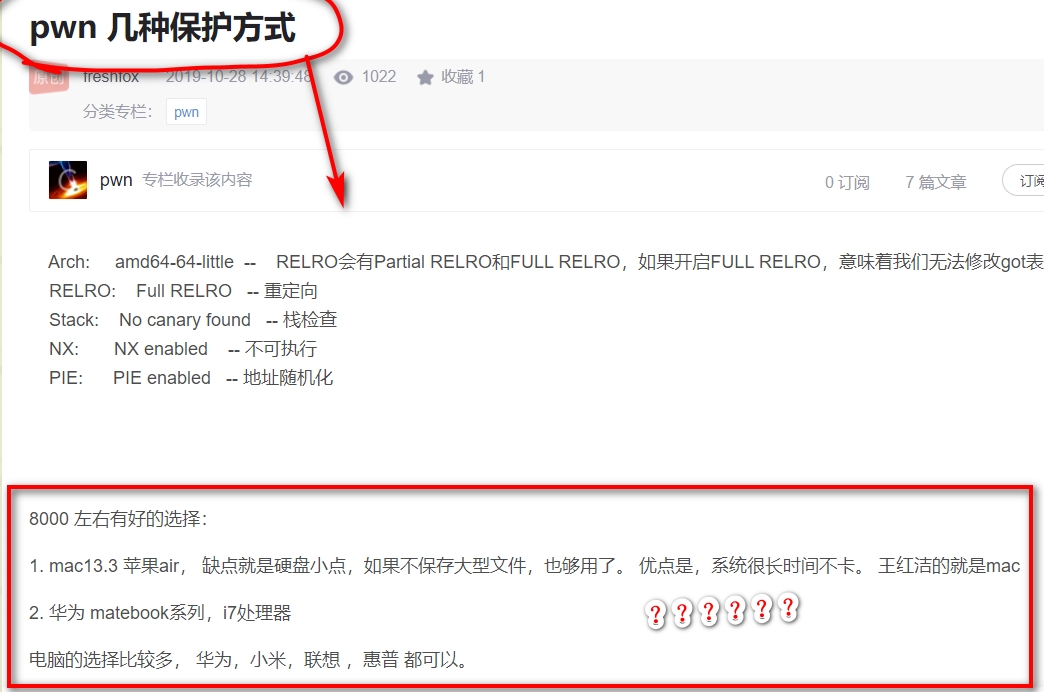 pwn 几种保护方式
原创 freshfox 2019-10-28 14:39:48 1022 收藏 1
分类专栏： pwn
pwn 专栏收录该内容 0 订阅 7 篇文章
Arch: amd64-64-little -- RELRO会有Partial RELRO和FULL RELRO，如果开启FULL RELRO，意味着我们无法修改got表
RELRO: Full RELRO -- 重定向
Stack: No canary found -- 栈检查
NX: NX enabled -- 不可执行
PIE: PIE enabled -- 地址随机化
8000 左右有好的选择：
1. mac13.3 苹果air， 缺点就是硬盘小点，如果不保存大型文件，也够用了。 优点是，系统很长时间不卡。 王红洁的就是mac
2. 华为 matebook系列，i7处理器
? ? ? ? ? ?
电脑的选择比较多， 华为，小米，联想 ，惠普 都可以。